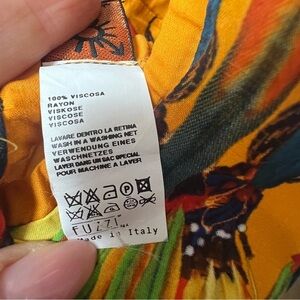 100% VISCOSA
RAYON
VISKOSE
VISCOSE
VISCOSA
LAVARE DENTRO LA RETINA
WASH IN A WASHING NET
VERWENDUNG EINES
WASCHNETZES
LAVER DANS UN SAC SPECIAL
POUR MACHINE A LAVER
FUZZI
Made in Italy